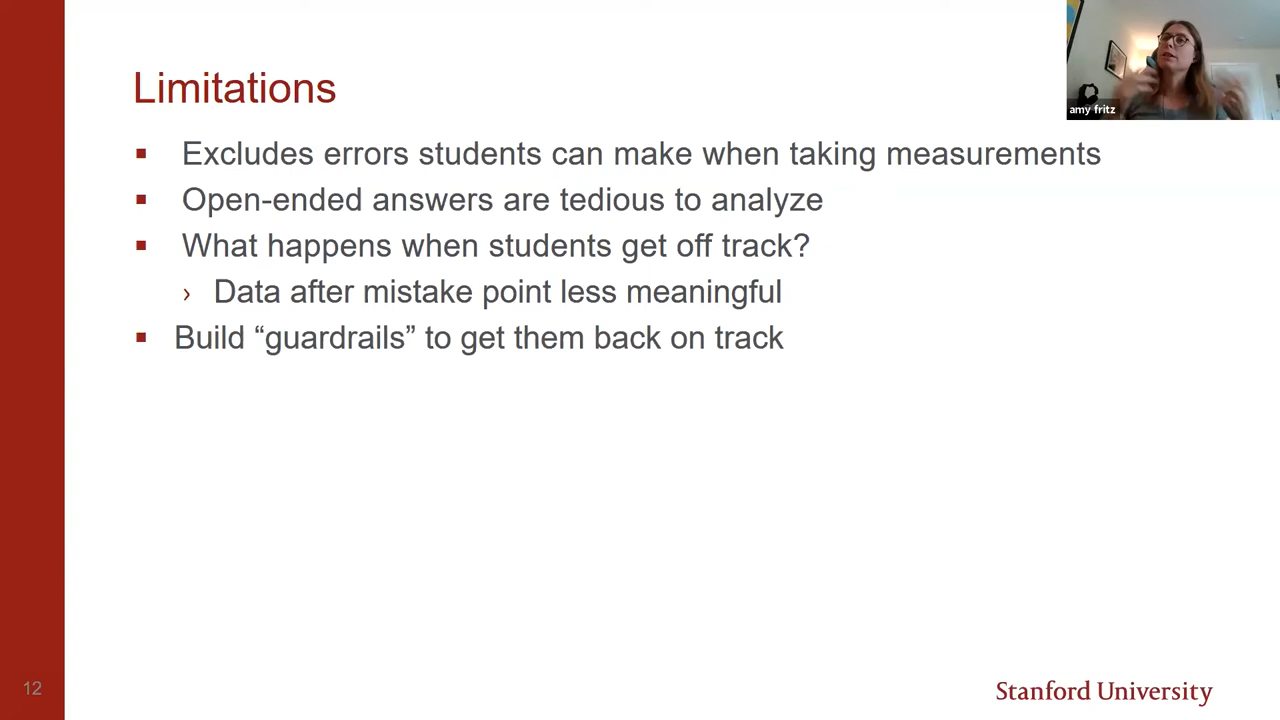 Limitations
Excludes errors students can make when taking measurements
Open-ended answers are tedious to analyze
What happens when students get off track?
Data after mistake point less meaningful
Build “guardrails” to get them back on track
amy fritz
12
Stanford University